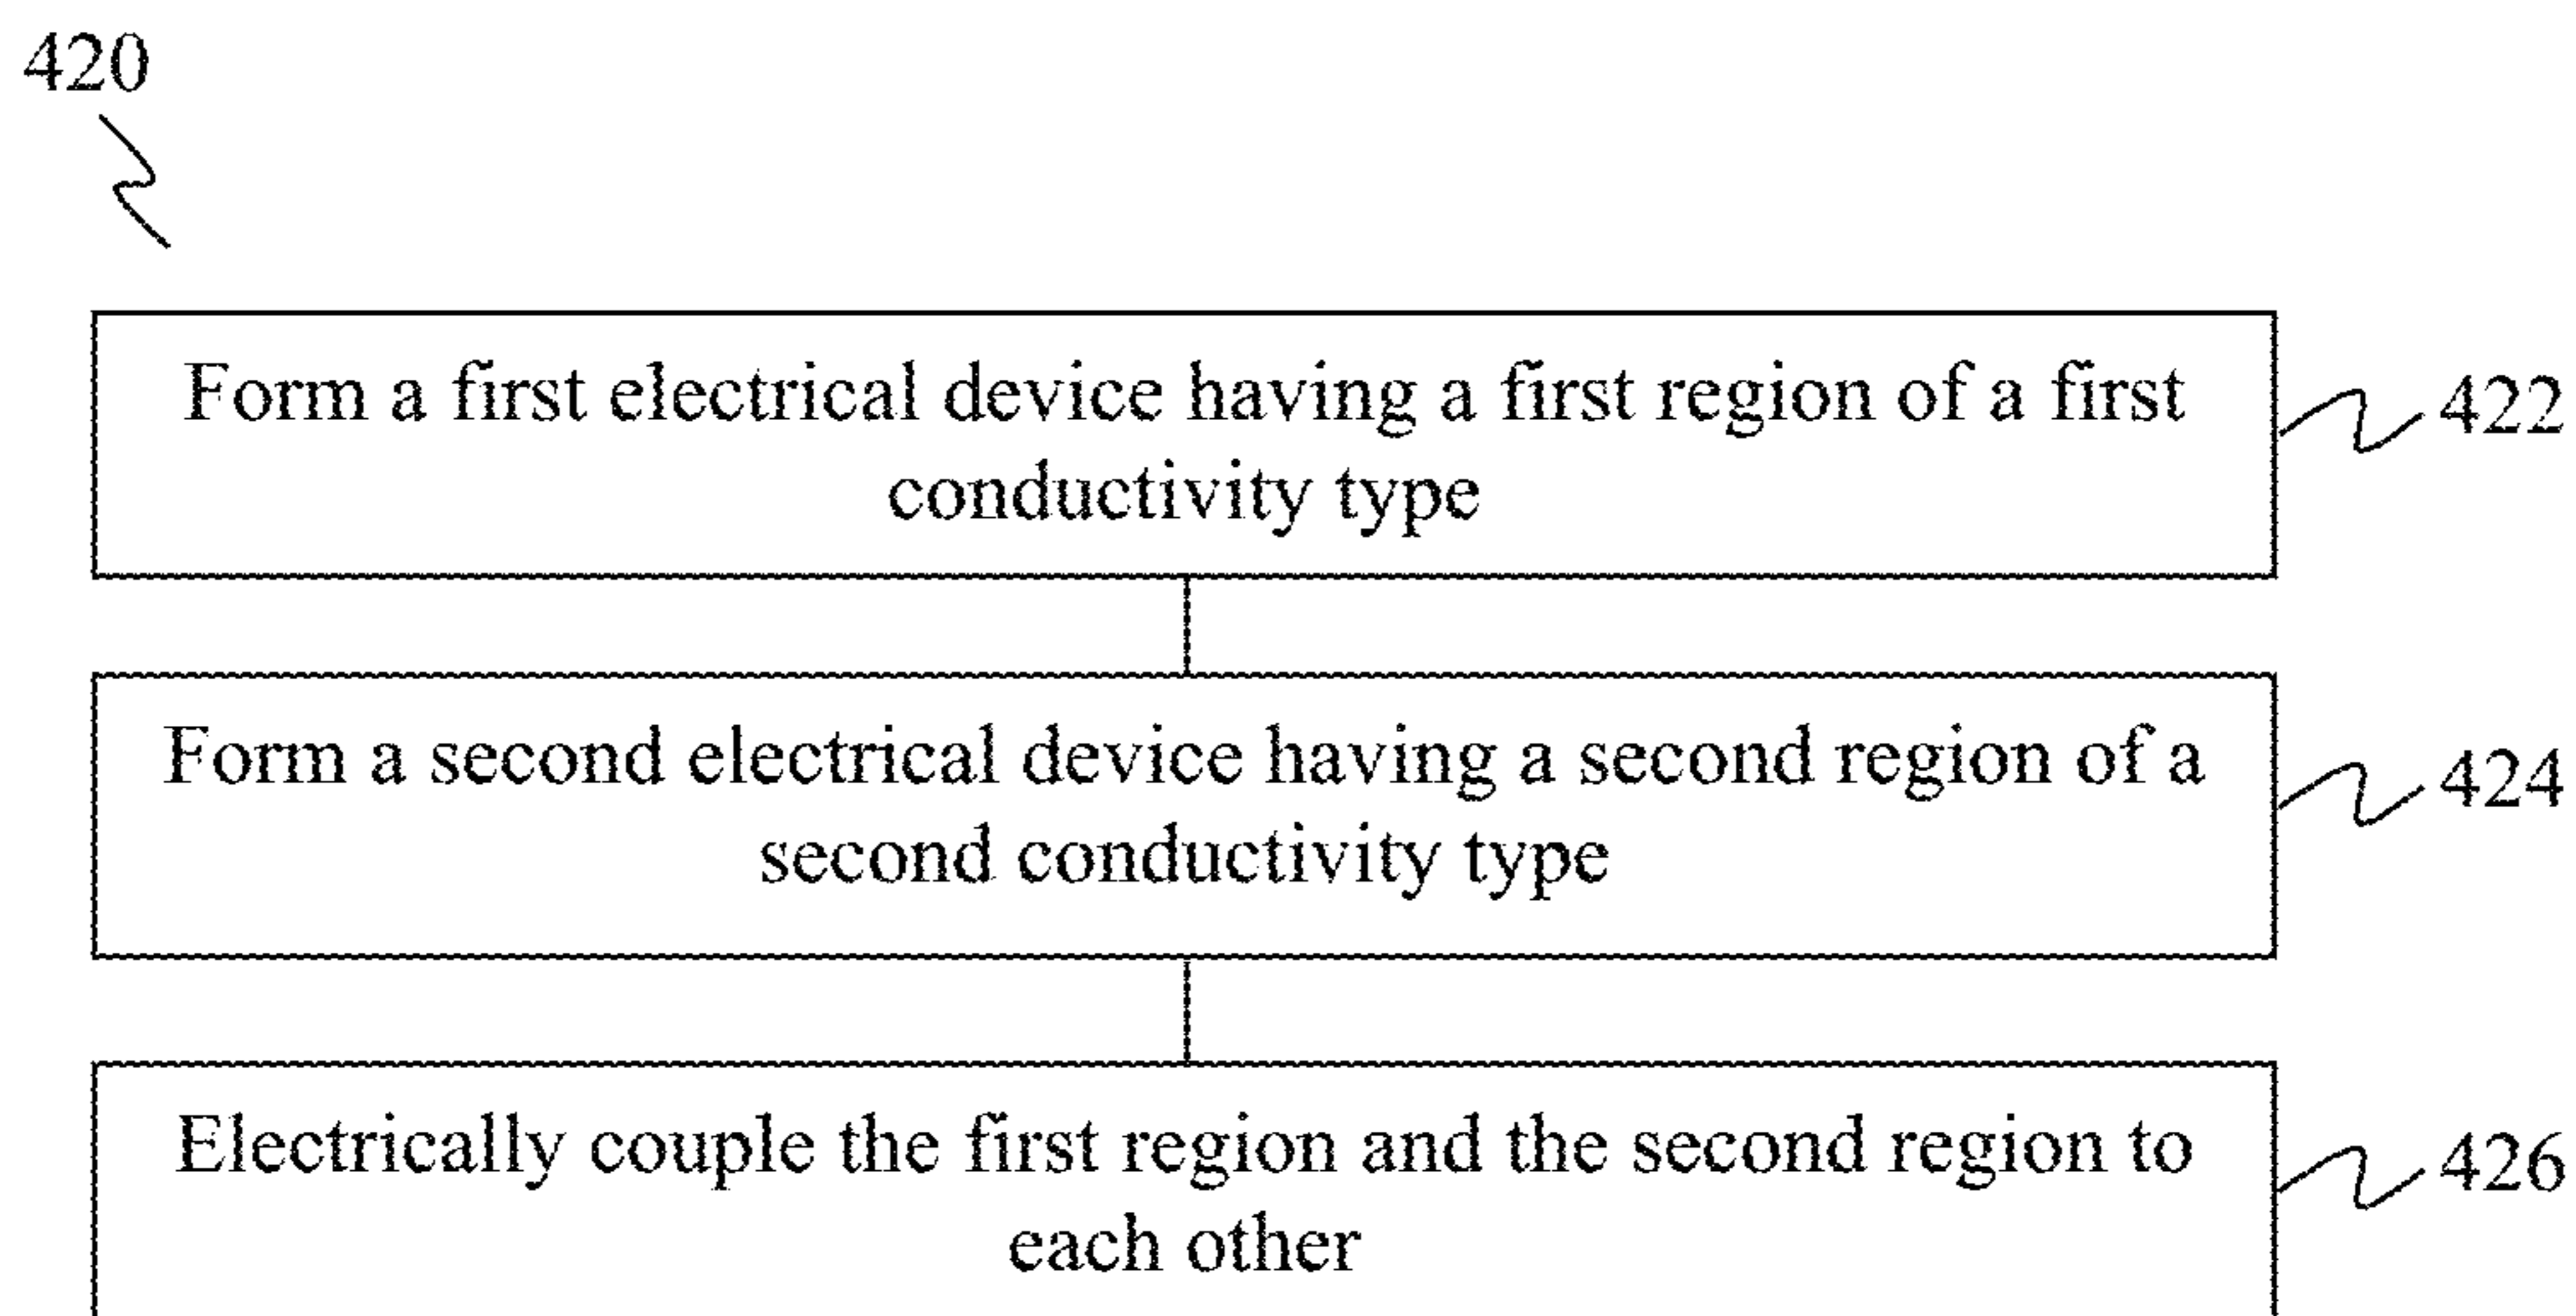 420
Form a first electrical device having a first region of a first
conductivity type
422
Form a second electrical device having a second region of a
second conductivity type
424
Electrically couple the first region and the second region to
each other
426